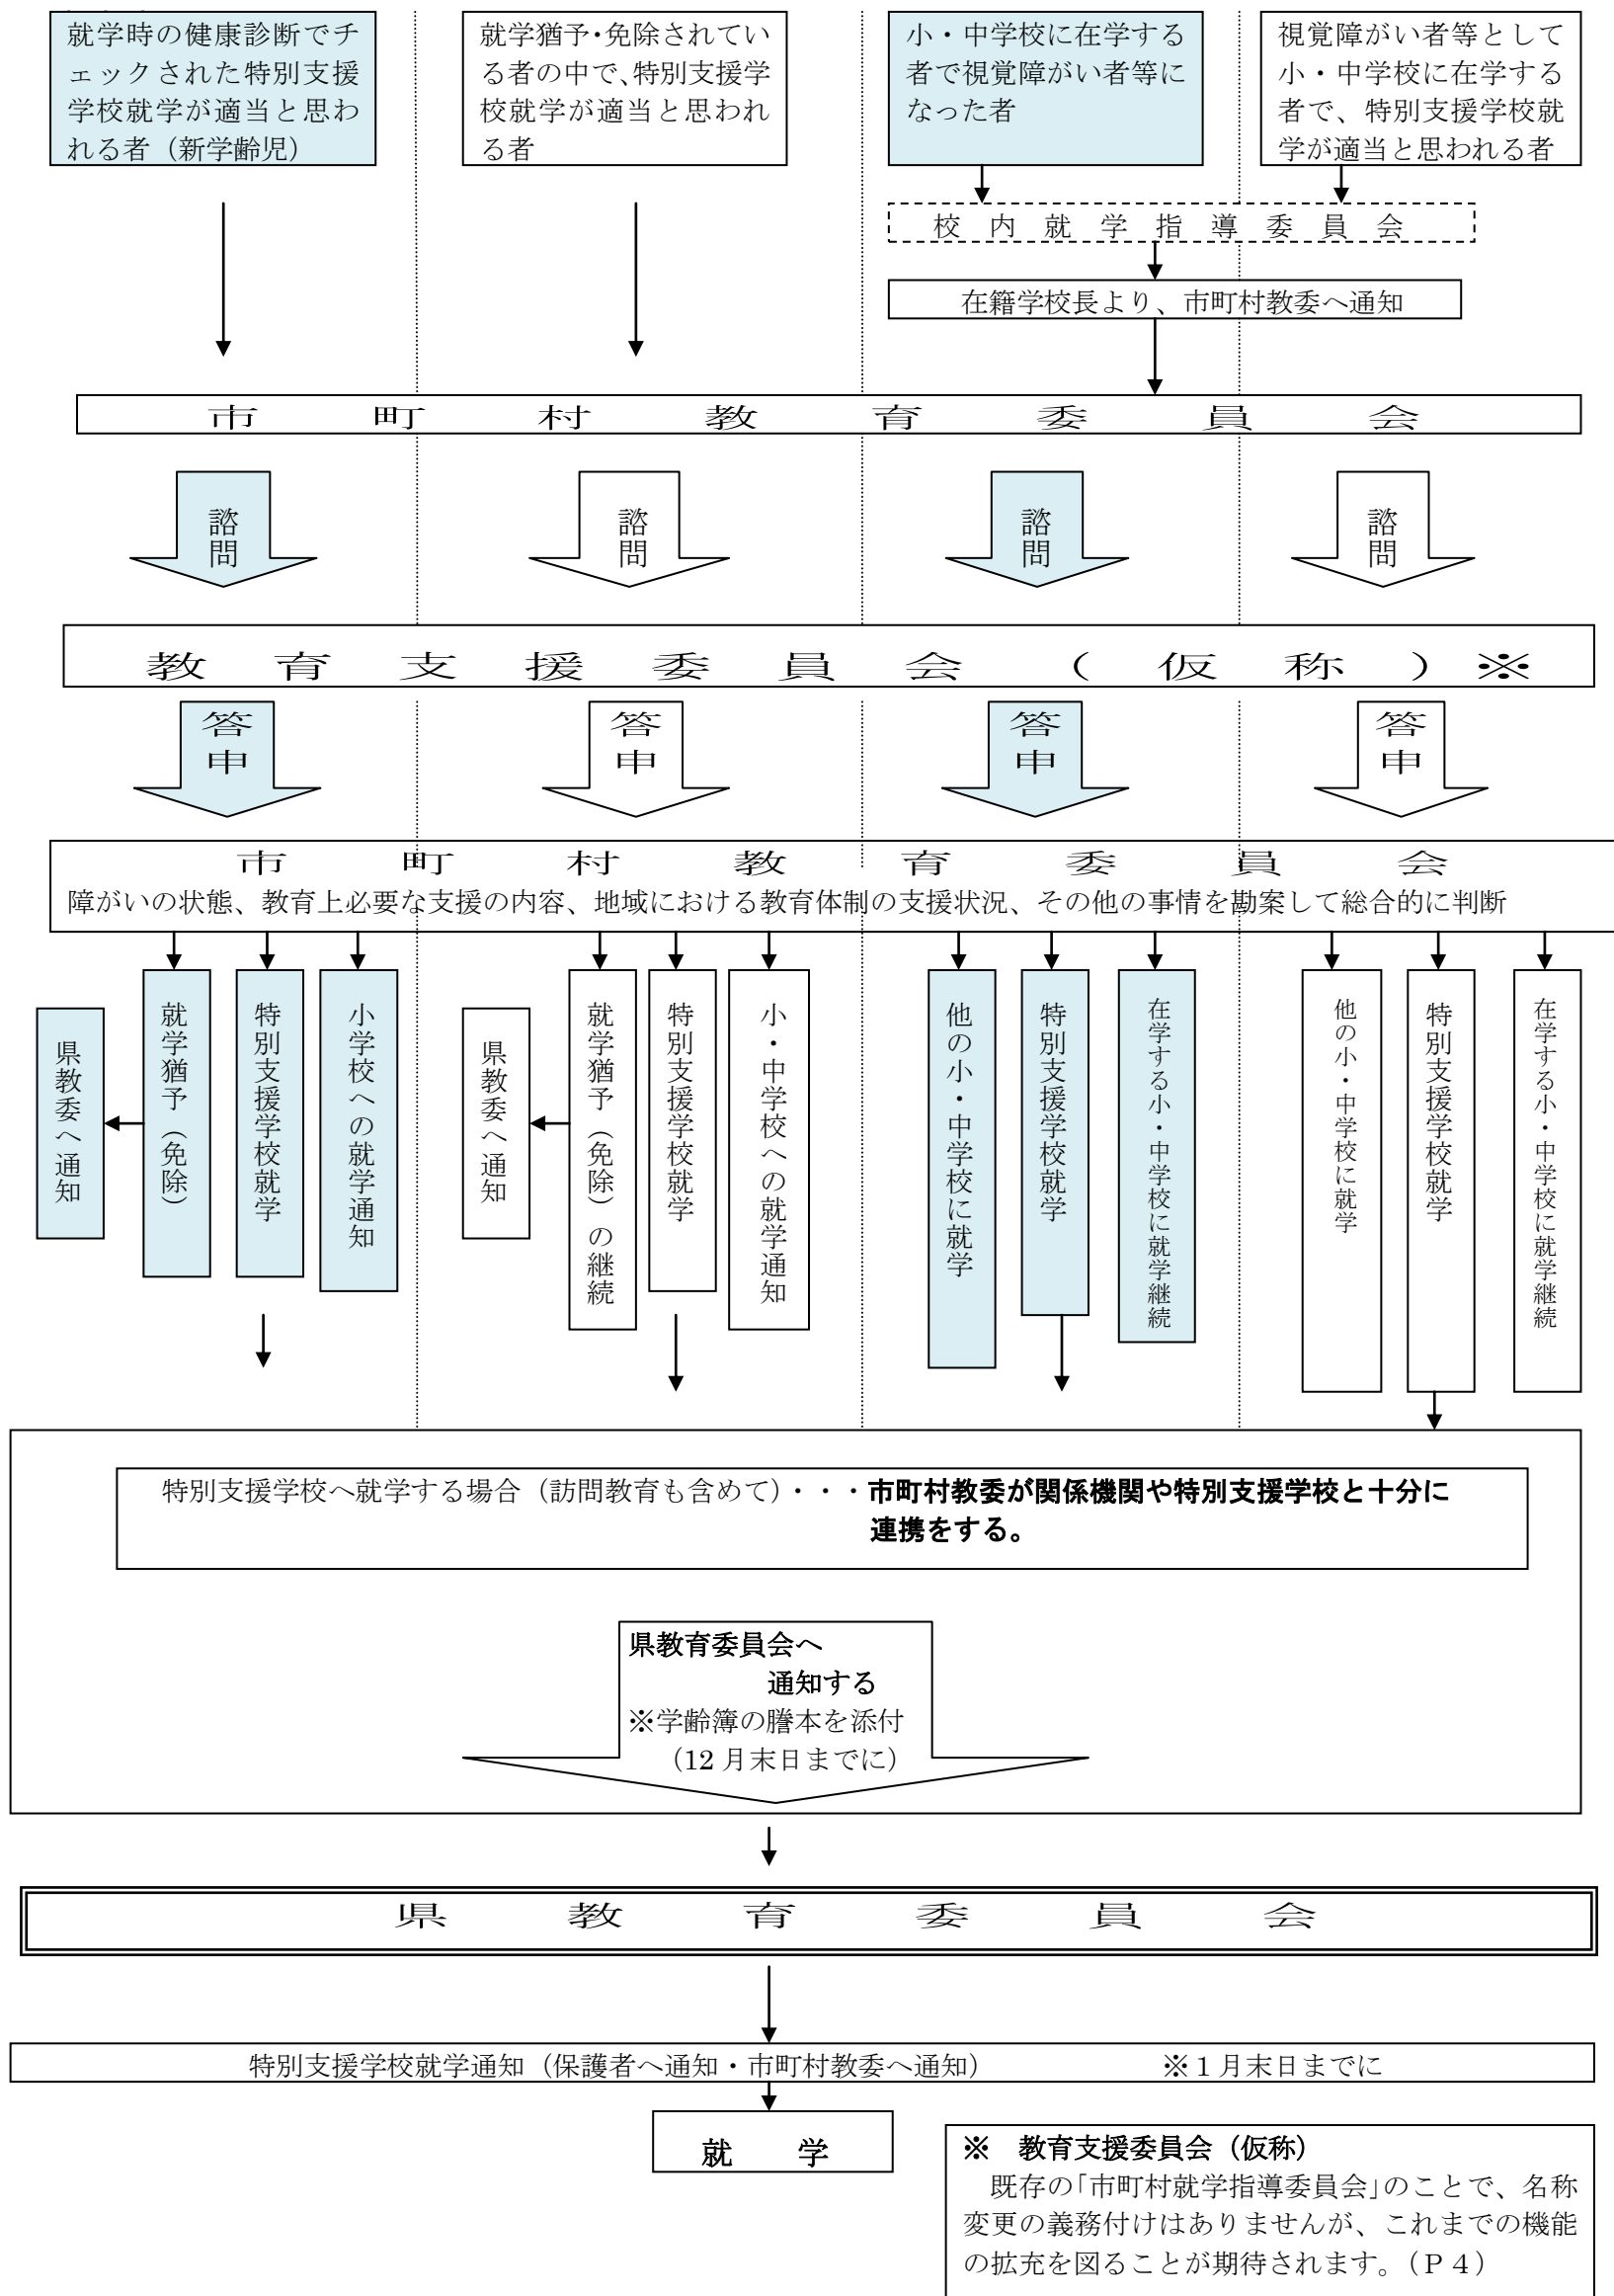 就学時の健康診断でチ
ェックされた特別支援
学校就学が適当と思わ
れる者（新学齢児）
就学猶予・免除されてい
る者の中で、特別支援学
校就学が適当と思われ
る者
小・中学校に在学する
者で視覚障がい者等に
なった者
視覚障がい者等として
小・中学校に在学する
者で、特別支援学校就
学が適当と思われる者
校内就学指導委員会
在籍学校長より、市町村教委へ通知
市町村教育委員会
諮問
諮問
諮問
諮問
教育支援委員会（仮称）※
答申
答申
答申
答申
市町村教育委員会
障がいの状態、教育上必要な支援の内容、地域における教育体制の支援状況、その他の事情を勘案して総合的に判断
県教委へ通知
就学猶予（免除）
特別支援学校就学
小学校への就学通知
県教委へ通知
就学猶予（免除）の継続
特別支援学校就学
小・中学校への就学通知
他の小・中学校に就学
特別支援学校就学
在学する小・中学校に就学継続
他の小・中学校に就学
特別支援学校就学
在学する小・中学校に就学継続
特別支援学校へ就学する場合（訪問教育も含めて）・・・市町村教委が関係機関や特別支援学校と十分に
連携をする。
県教育委員会へ
通知する
※学齢簿の謄本を添付
（12月末日までに）
県教育委員会
特別支援学校就学通知（保護者へ通知・市町村教委へ通知） ※１月末日までに
就 学
※ 教育支援委員会（仮称）
既存の「市町村就学指導委員会」のことで、名称
変更の義務付けはありませんが、これまでの機能
の拡充を図ることが期待されます。（Ｐ４）